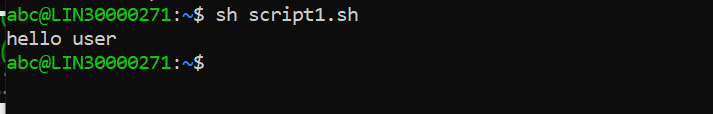 abc@LIN30000271:~$ sh script1.sh
hello user
abc@LIN30000271:~$